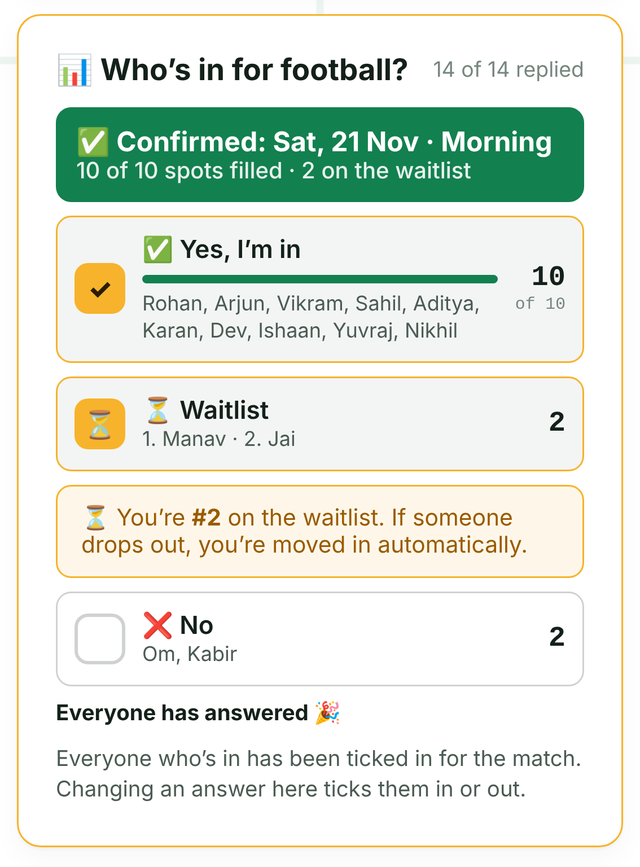 📊 Who's in for football? 14 of 14 replied
✅ Confirmed: Sat, 21 Nov · Morning
10 of 10 spots filled · 2 on the waitlist
✅ Yes, I'm in
10
of 10
Rohan, Arjun, Vikram, Sahil, Aditya,
Karan, Dev, Ishaan, Yuvraj, Nikhil
⏳ Waitlist
2
1. Manav · 2. Jai
⏳ You're #2 on the waitlist. If someone
drops out, you're moved in automatically.
❌ No
2
Om, Kabir
Everyone has answered 🎉
Everyone who's in has been ticked in for the match.
Changing an answer here ticks them in or out.